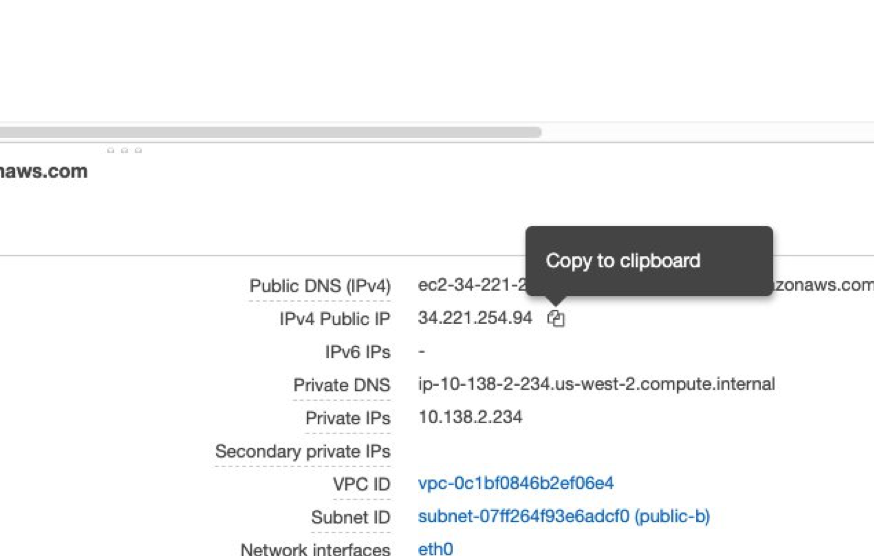 naws.com
Copy to clipboard
Public DNS (IPv4) ec2-34-221-2 zonaws.com
IPv4 Public IP 34.221.254.94
IPv6 IPs -
Private DNS ip-10-138-2-234.us-west-2.compute.internal
Private IPs 10.138.2.234
Secondary private IPs
VPC ID vpc-0c1bf0846b2ef06e4
Subnet ID subnet-07ff264f93e6adcf0 (public-b)
Network interfaces eth0